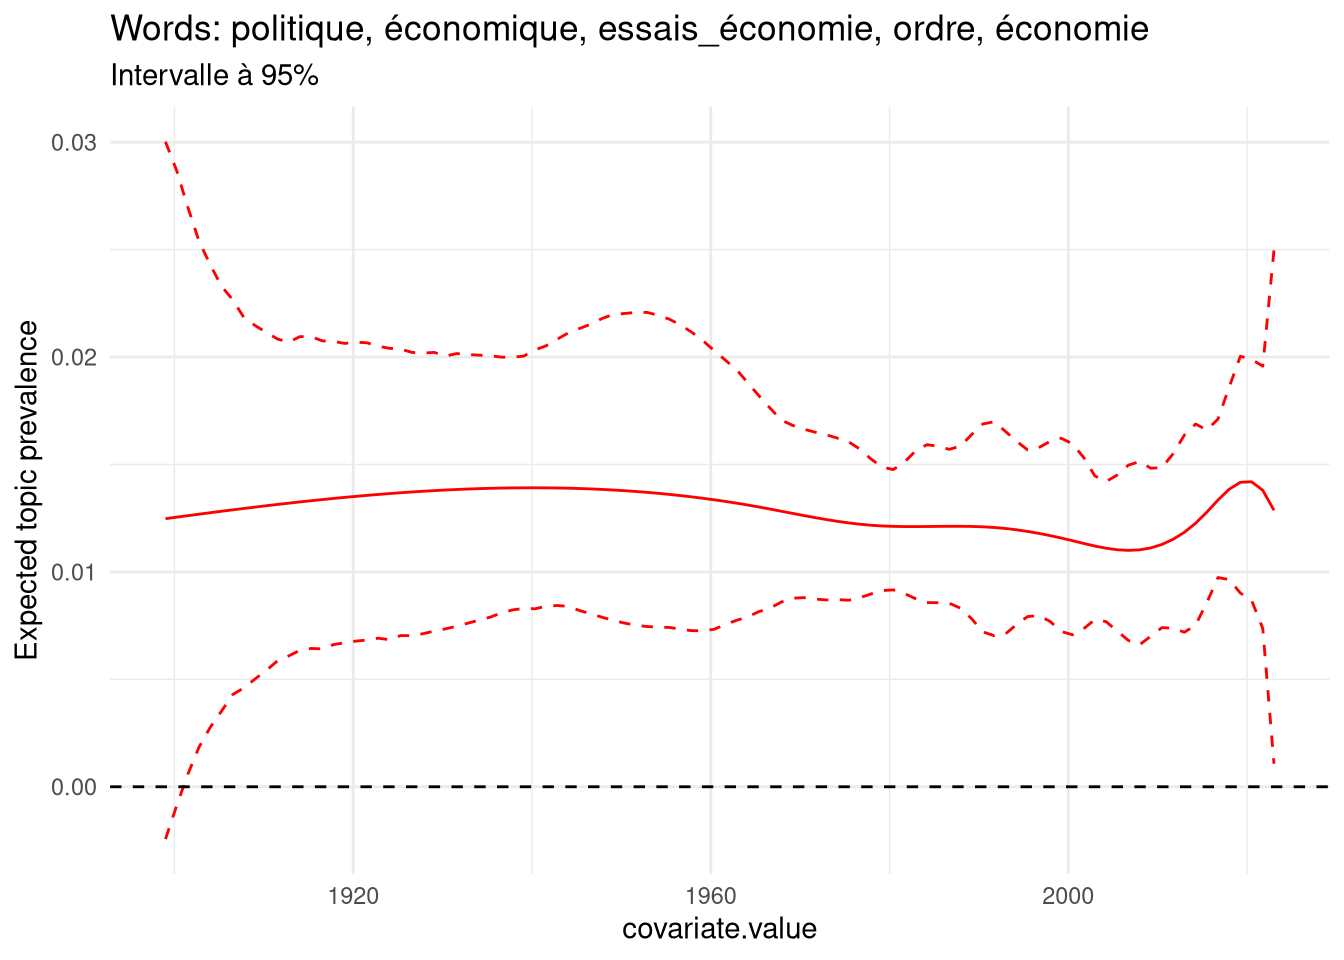 Words: politique, économique, essais_économie, ordre, économie
Intervalle à 95%
0.03
0.02
0.01
0.00
Expected topic prevalence
1920
1960
2000
covariate.value